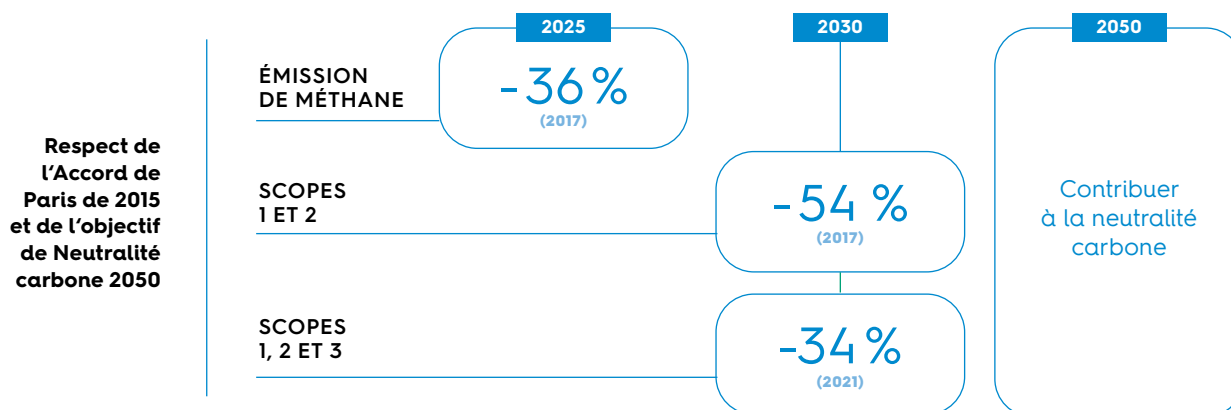 Respect de
l'Accord de
Paris de 2015
et de l'objectif
de Neutralité
carbone 2050
2025
2030
2050
ÉMISSION
DE MÉTHANE
-36 %
(2017)
SCOPES
1 ET 2
-54 %
(2017)
SCOPES
1, 2 ET 3
-34 %
(2021)
Contribuer
à la neutralité
carbone